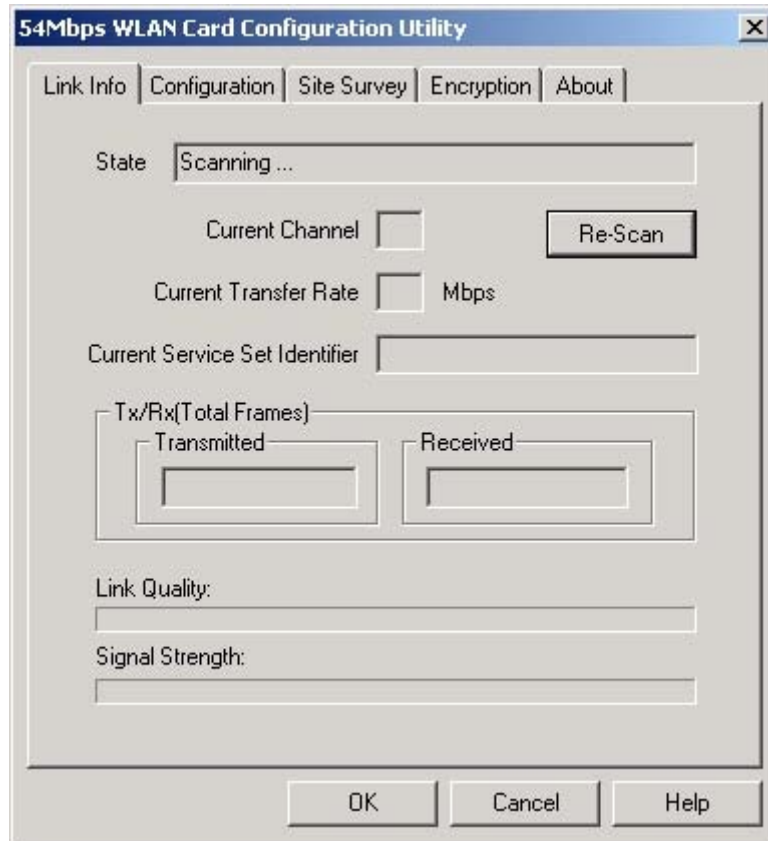 54Mbps WLAN Card Configuration Utility
Link Info Configuration Site Survey Encryption About
State Scanning ...
Current Channel Re-Scan
Current Transfer Rate Mbps
Current Service Set Identifier
Tx/Rx(Total Frames)
Transmitted Received
Link Quality:
Signal Strength:
OK Cancel Help